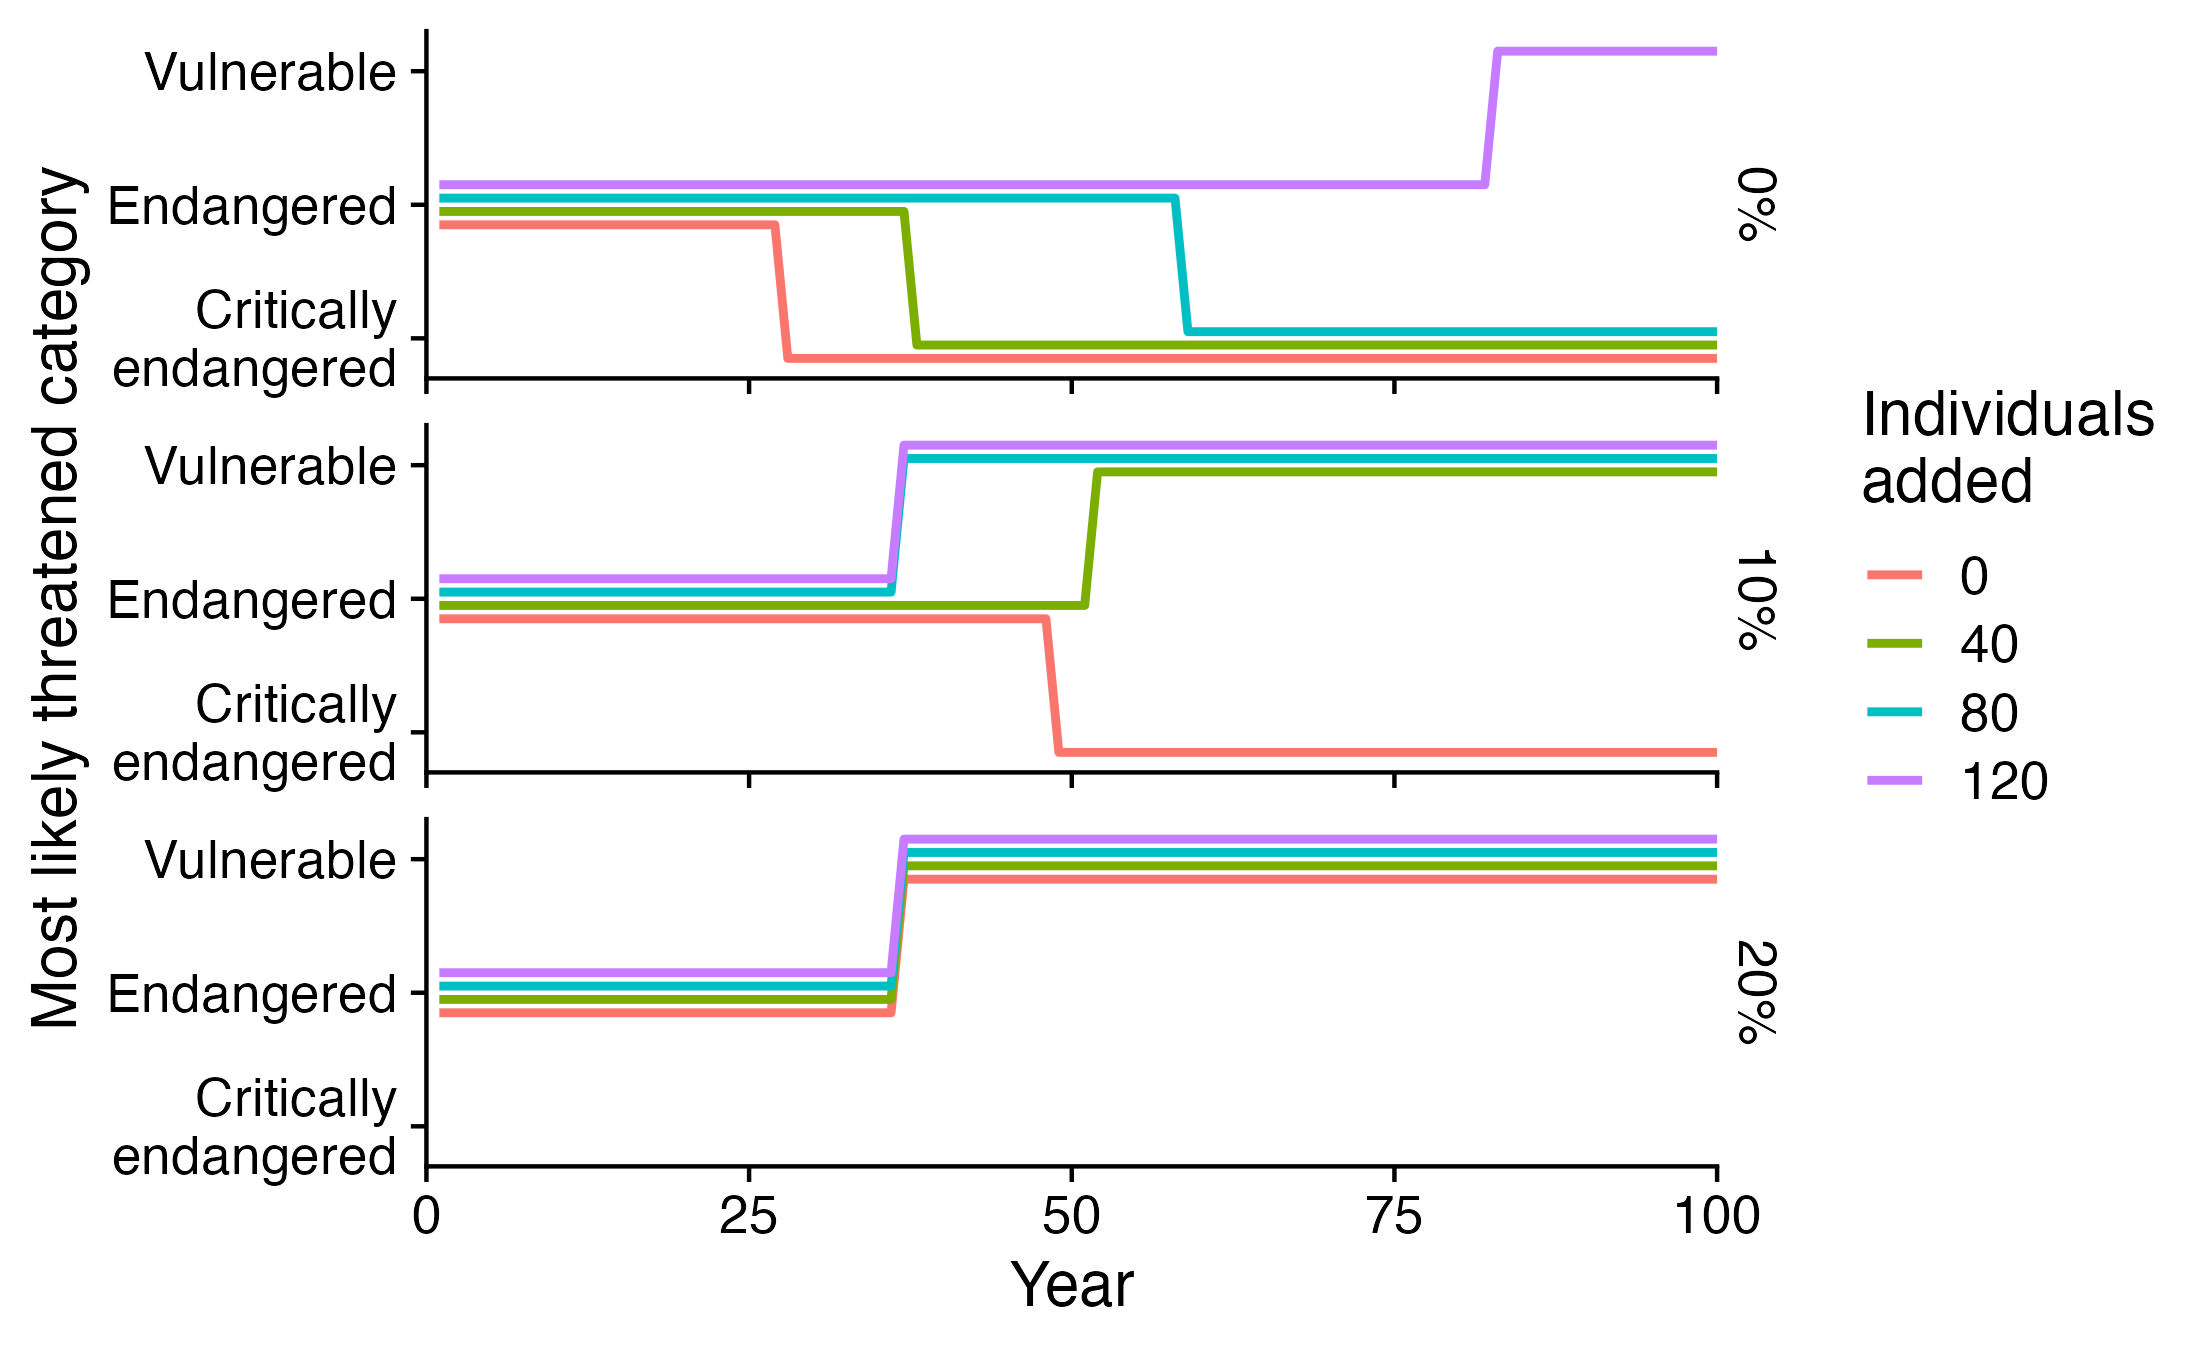 Most likely threatened category
Vulnerable
Endangered
Critically
endangered
0%
Vulnerable
Endangered
Critically
endangered
10%
Vulnerable
Endangered
Critically
endangered
20%
0 25 50 75 100
Year
Individuals
added
0
40
80
120